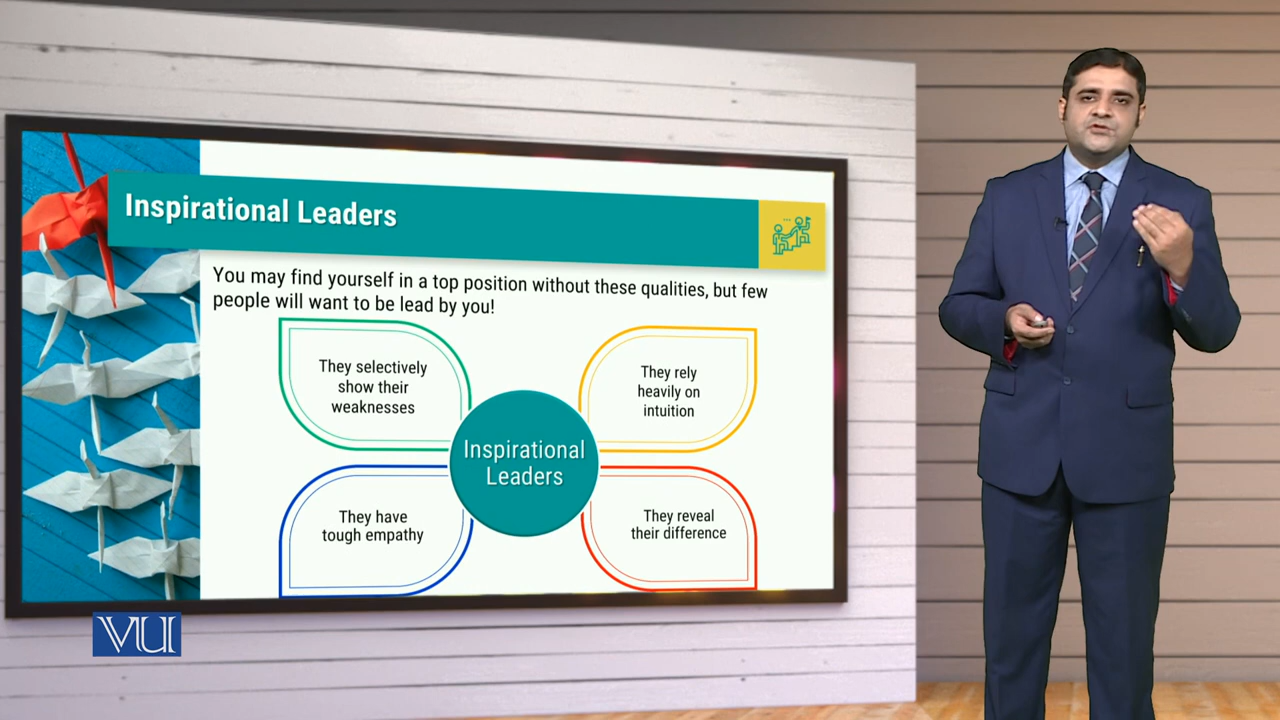 Inspirational Leaders
You may find yourself in a top position without these qualities, but few
people will want to be lead by you!
They selectively
show their
weaknesses
They rely
heavily on
intuition
Inspirational
Leaders
They have
tough empathy
They reveal
their difference
VU